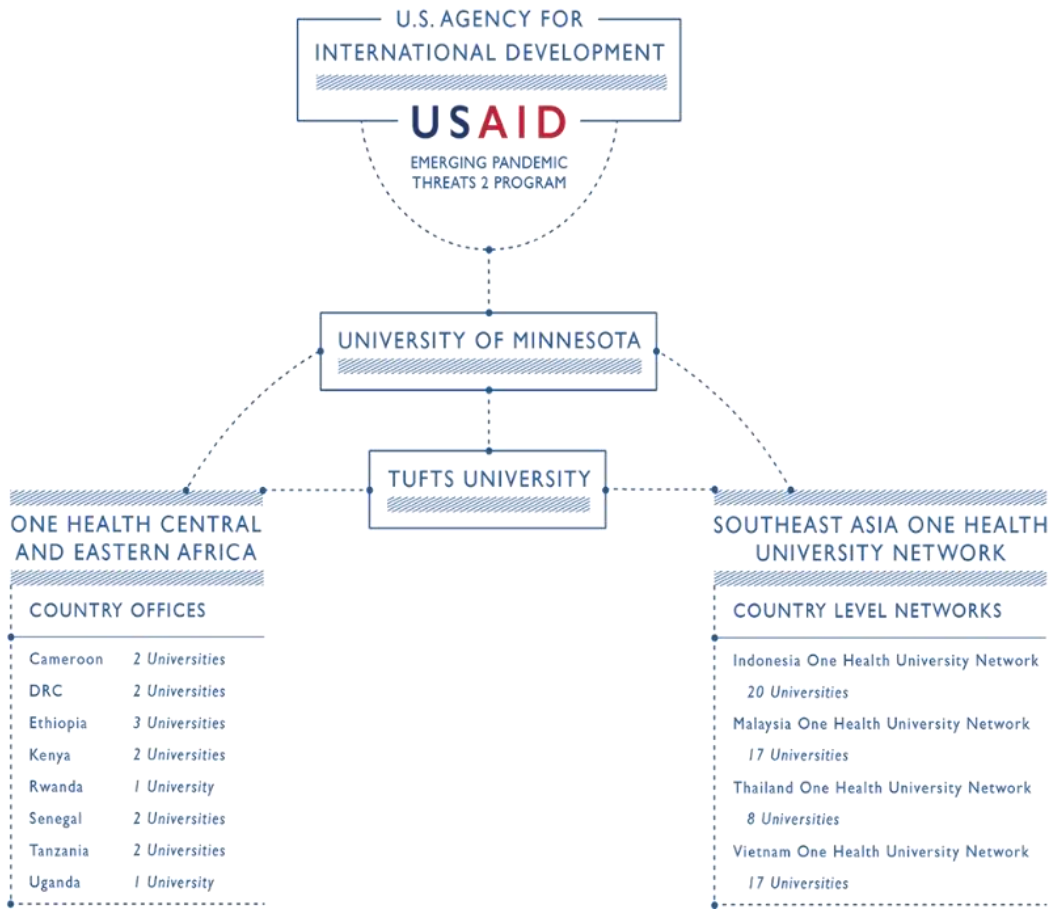 U.S. AGENCY FOR
INTERNATIONAL DEVELOPMENT
USAID
EMERGING PANDEMIC
THREATS 2 PROGRAM
UNIVERSITY OF MINNESOTA
TUFTS UNIVERSITY
ONE HEALTH CENTRAL
AND EASTERN AFRICA
COUNTRY OFFICES
Cameroon 2 Universities
DRC 2 Universities
Ethiopia 3 Universities
Kenya 2 Universities
Rwanda 1 University
Senegal 2 Universities
Tanzania 2 Universities
Uganda 1 University
SOUTHEAST ASIA ONE HEALTH
UNIVERSITY NETWORK
COUNTRY LEVEL NETWORKS
Indonesia One Health University Network
20 Universities
Malaysia One Health University Network
17 Universities
Thailand One Health University Network
8 Universities
Vietnam One Health University Network
17 Universities